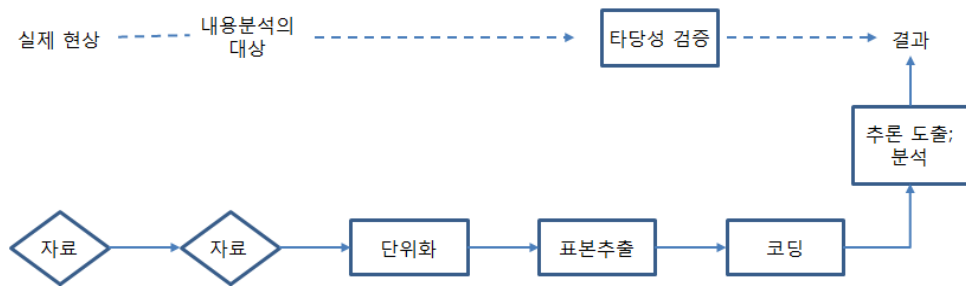 실제 현상
내용분석의
대상
타당성 검증
결과
추론 도출;
분석
자료
자료
단위화
표본추출
코딩